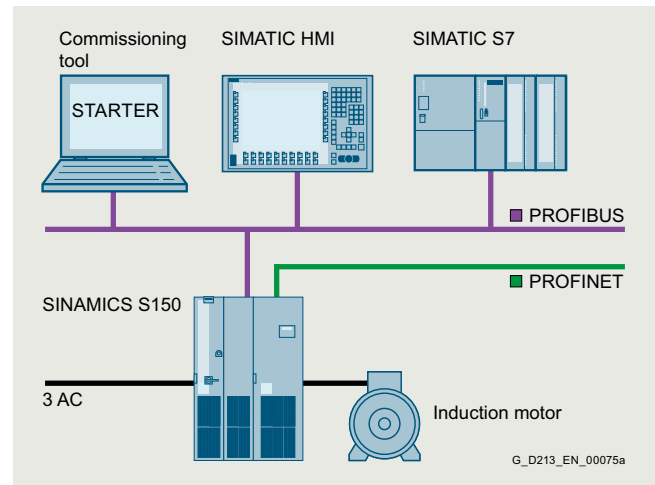 Commissioning
tool
SIMATIC HMI
SIMATIC S7
STARTER
PROFIBUS
PROFINET
SINAMICS S150
3 AC
Induction motor
G_D213_EN_00075a